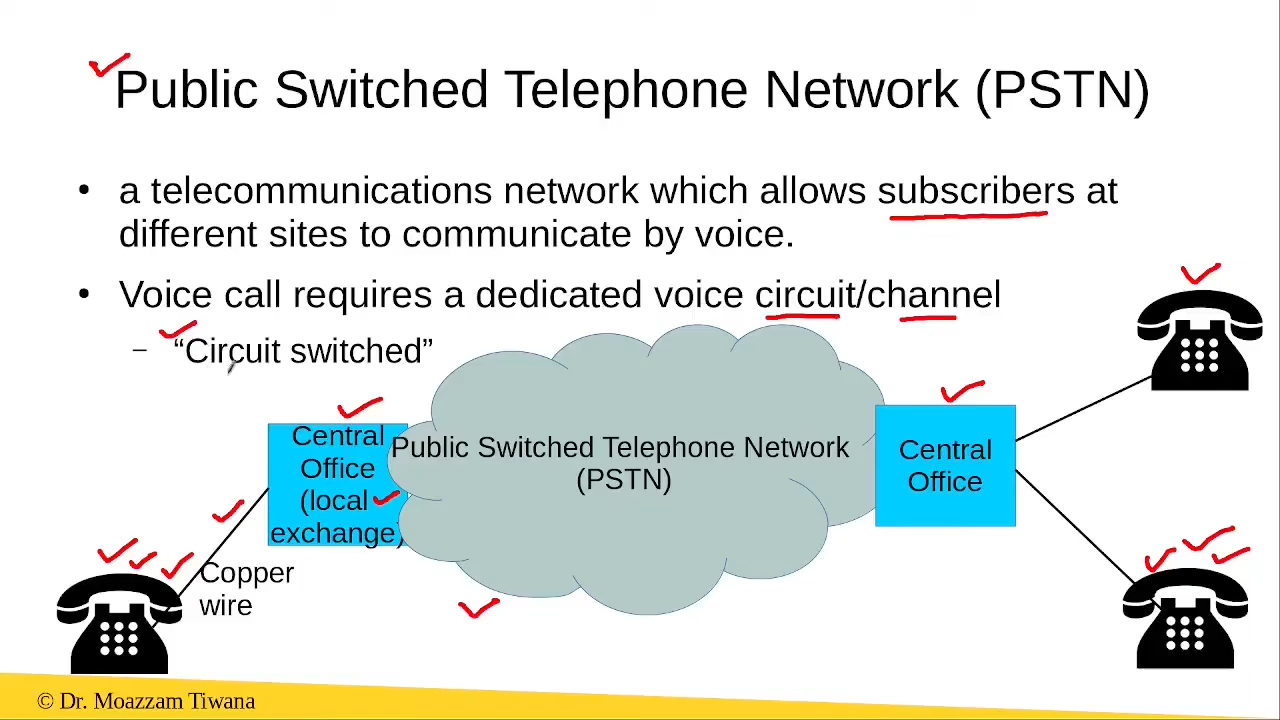 Public Switched Telephone Network (PSTN)
• a telecommunications network which allows subscribers at
different sites to communicate by voice.
• Voice call requires a dedicated voice circuit/channel
– “Circuit switched”
Central
Office
(local
exchange)
Public Switched Telephone Network
(PSTN)
Central
Office
Copper
wire
© Dr. Moazzam Tiwana